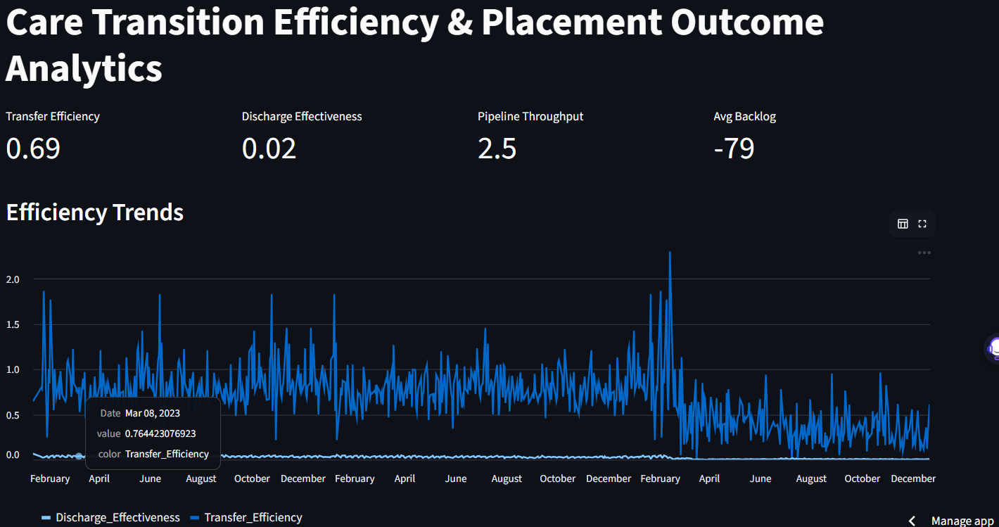 Care Transition Efficiency & Placement Outcome
Analytics
Transfer Efficiency
Discharge Effectiveness
Pipeline Throughput
Avg Backlog
0.69
0.02
2.5
-79
Efficiency Trends
2.0
1.5
1.0
0.5
0.0
Date Mar 08, 2023
value 0.764423076923
color Transfer_Efficiency
February April June August October December February April June August October December February April June August October December
Discharge_Effectiveness Transfer_Efficiency
Manage app